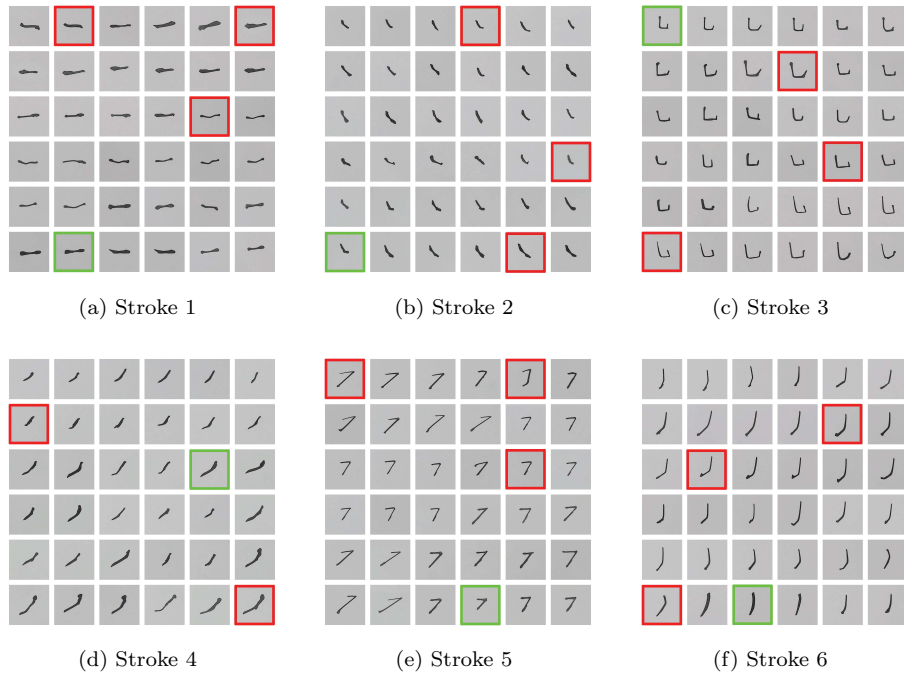 (a) Stroke 1
(b) Stroke 2
(c) Stroke 3
(d) Stroke 4
(e) Stroke 5
(f) Stroke 6